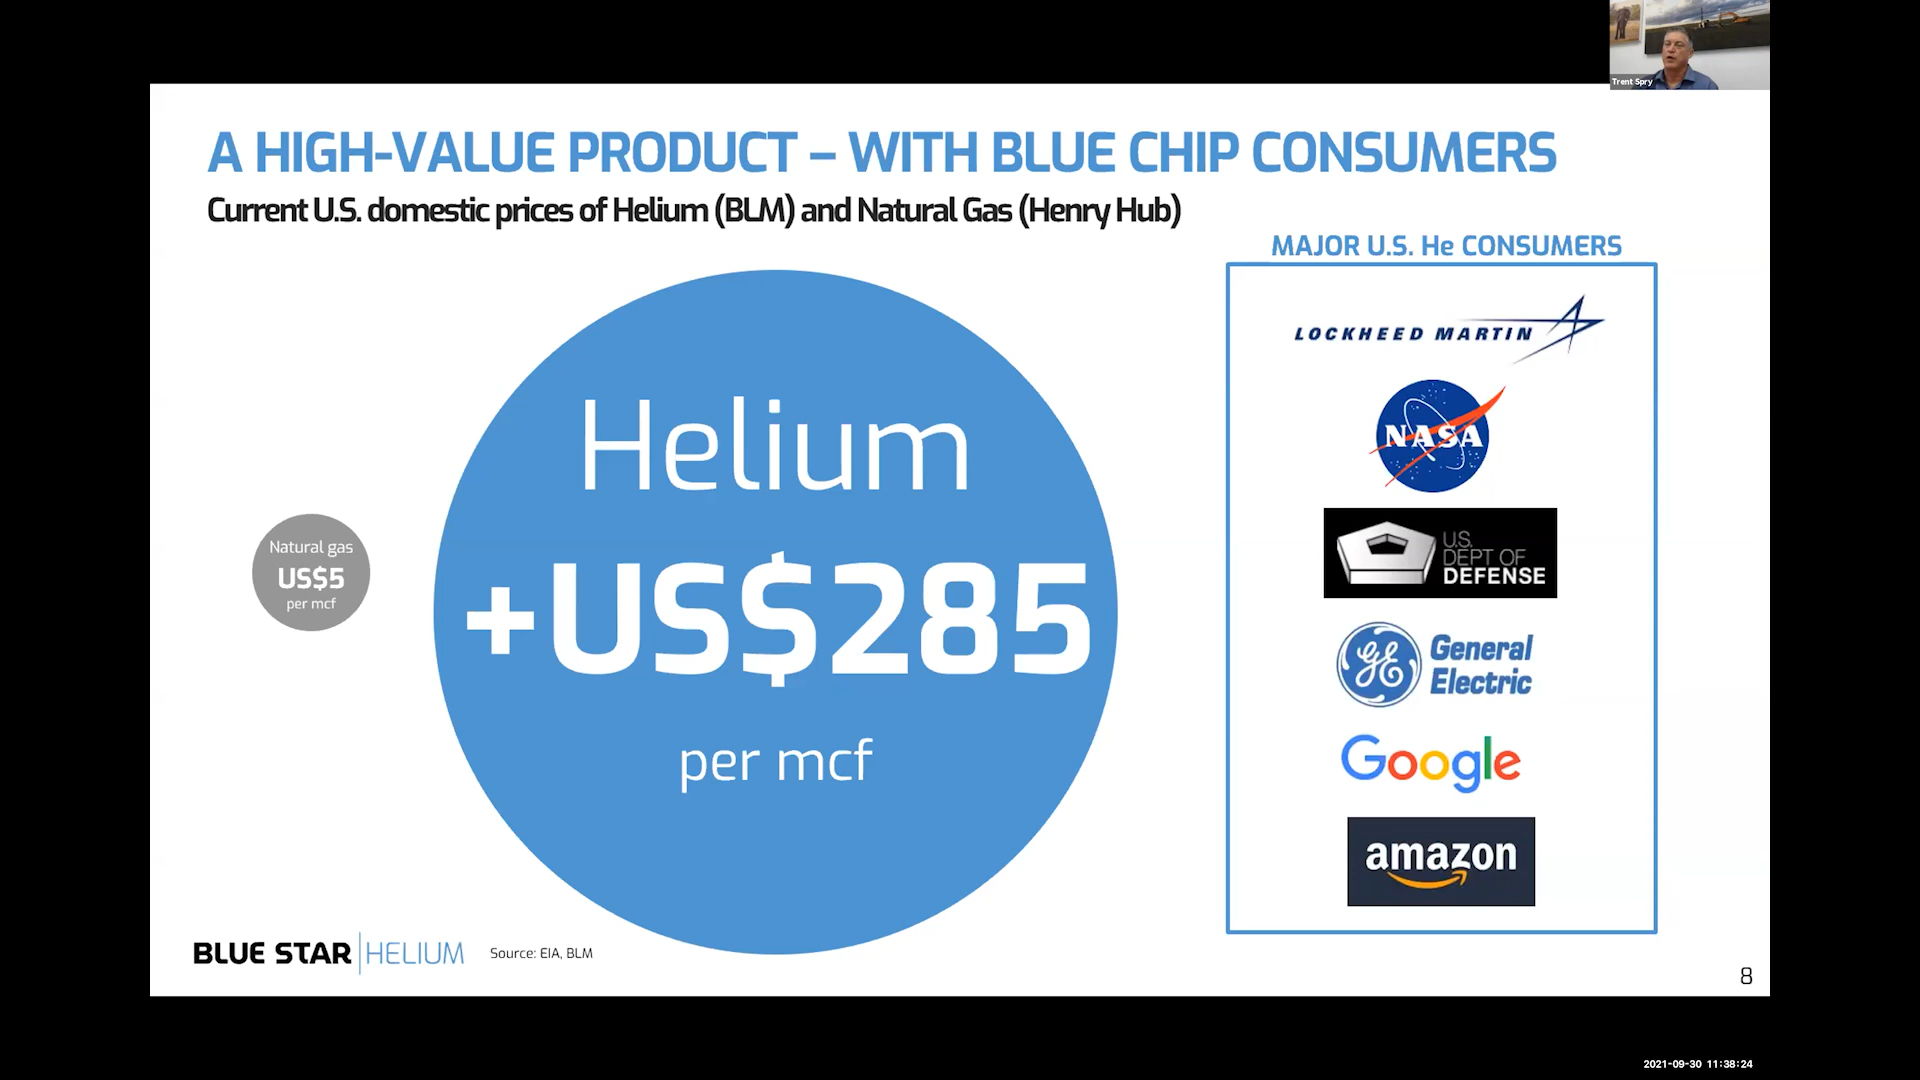 Trent Spry
A HIGH-VALUE PRODUCT – WITH BLUE CHIP CONSUMERS
Current U.S. domestic prices of Helium (BLM) and Natural Gas (Henry Hub)
Natural gas
US$5
per mcf
Helium
+US$285
per mcf
MAJOR U.S. He CONSUMERS
LOCKHEED MARTIN
NASA
U.S.
DEPT OF
DEFENSE
GE
General
Electric
Google
amazon
BLUE STAR HELIUM
Source: EIA, BLM
8
2021-09-30 11:38:24